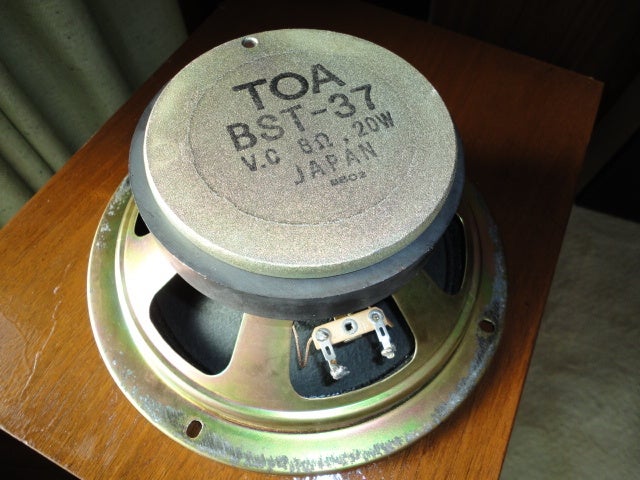 TOA
BST-37
V.C 8Ω . 20W
JAPAN